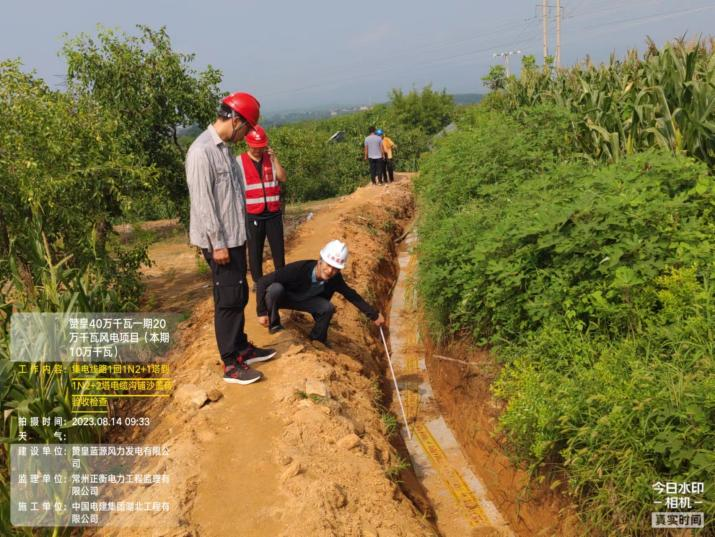 赞皇40万千瓦一期20
万千瓦风电项目（本期
10万千瓦）
工作内容：集电线路1回1N2+1塔到
1N2+2塔电缆沟铺沙盖砖
验收检查
拍摄时间：2023.08.14 09:33
天气：
建设单位：赞皇蓝源风力发电有限公
司
监理单位：常州正衡电力工程监理有
限公司
施工单位：中国电建集团湖北工程有
限公司
今日水印
相机
真实时间